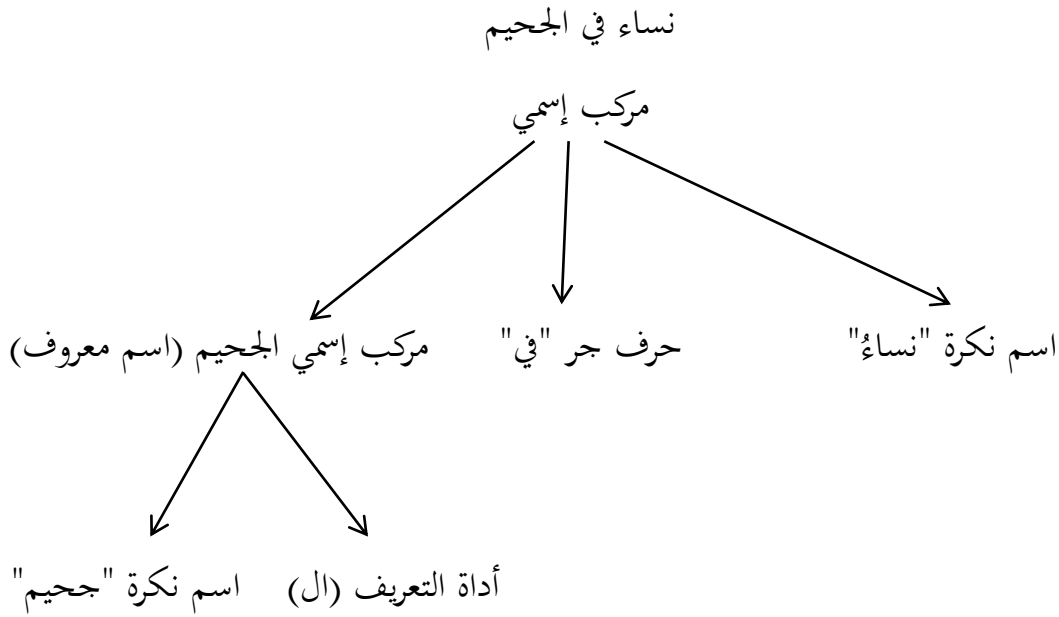 نساء في الجحيم
مركب إسمي
اسم نكرة "نساءُ" حرف جر "في" مركب إسمي الجحيم (اسم معروف)
أداة التعريف (ال) اسم نكرة "جحيم"